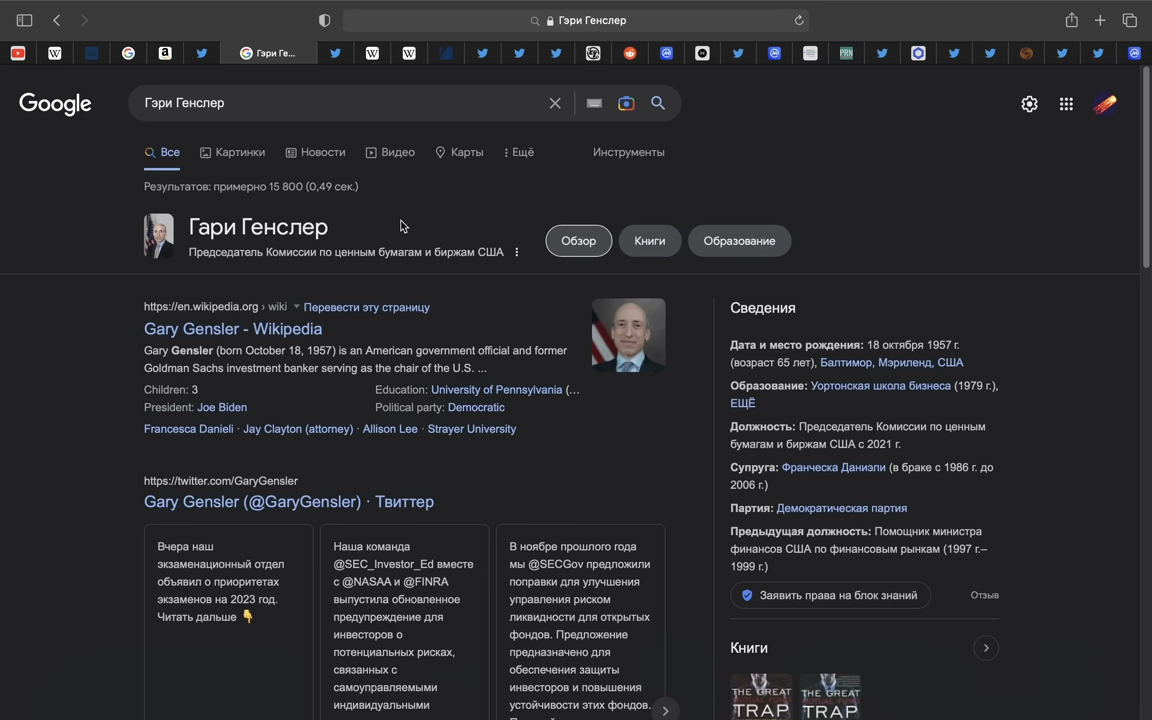 Гэри Генслер
Гэри Ге...
Google
Гэри Генслер
Все
Картинки
Новости
Видео
Карты
Ещё
Инструменты
Результатов: примерно 15 800 (0,49 сек.)
Гари Генслер
Председатель Комиссии по ценным бумагам и биржам США
Обзор
Книги
Образование
https://en.wikipedia.org › wiki Перевести эту страницу
Gary Gensler - Wikipedia
Gary Gensler (born October 18, 1957) is an American government official and former
Goldman Sachs investment banker serving as the chair of the U.S. ...
Children: 3 Education: University of Pennsylvania (...
President: Joe Biden Political party: Democratic
Francesca Danieli · Jay Clayton (attorney) · Allison Lee · Strayer University
https://twitter.com/GaryGensler
Gary Gensler (@GaryGensler) · Твиттер
Вчера наш
экзаменационный отдел
объявил о приоритетах
экзаменов на 2023 год.
Читать дальше 👇
Наша команда
@SEC_Investor_Ed вместе
с @NASAA и @FINRA
выпустила обновленное
предупреждение для
инвесторов о
потенциальных рисках,
связанных с
самоуправляемыми
индивидуальными
В ноябре прошлого года
мы @SECGov предложили
поправки для улучшения
управления риском
ликвидности для открытых
фондов. Предложение
предназначено для
обеспечения защиты
инвесторов и повышения
устойчивости этих фондов.
Сведения
Дата и место рождения: 18 октября 1957 г.
(возраст 65 лет), Балтимор, Мэриленд, США
Образование: Уортонская школа бизнеса (1979 г.),
ЕЩЁ
Должность: Председатель Комиссии по ценным
бумагам и биржам США с 2021 г.
Супруга: Франческа Даниэли (в браке с 1986 г. до
2006 г.)
Партия: Демократическая партия
Предыдущая должность: Помощник министра
финансов США по финансовым рынкам (1997 г.–
1999 г.)
Заявить права на блок знаний
Отзыв
Книги
THE GREAT
TRAP
THE GREAT
TRAP